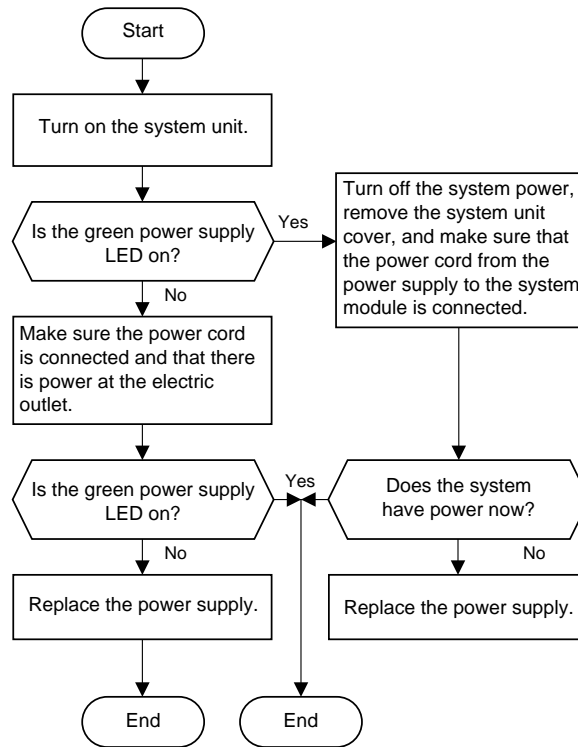 Start
Turn on the system unit.
Is the green power supply
LED on?
Yes
Turn off the system power,
remove the system unit
cover, and make sure that
the power cord from the
power supply to the system
module is connected.
No
Make sure the power cord
is connected and that there
is power at the electric
outlet.
Is the green power supply
LED on?
Yes
Does the system
have power now?
No
No
Replace the power supply.
Replace the power supply.
End
End